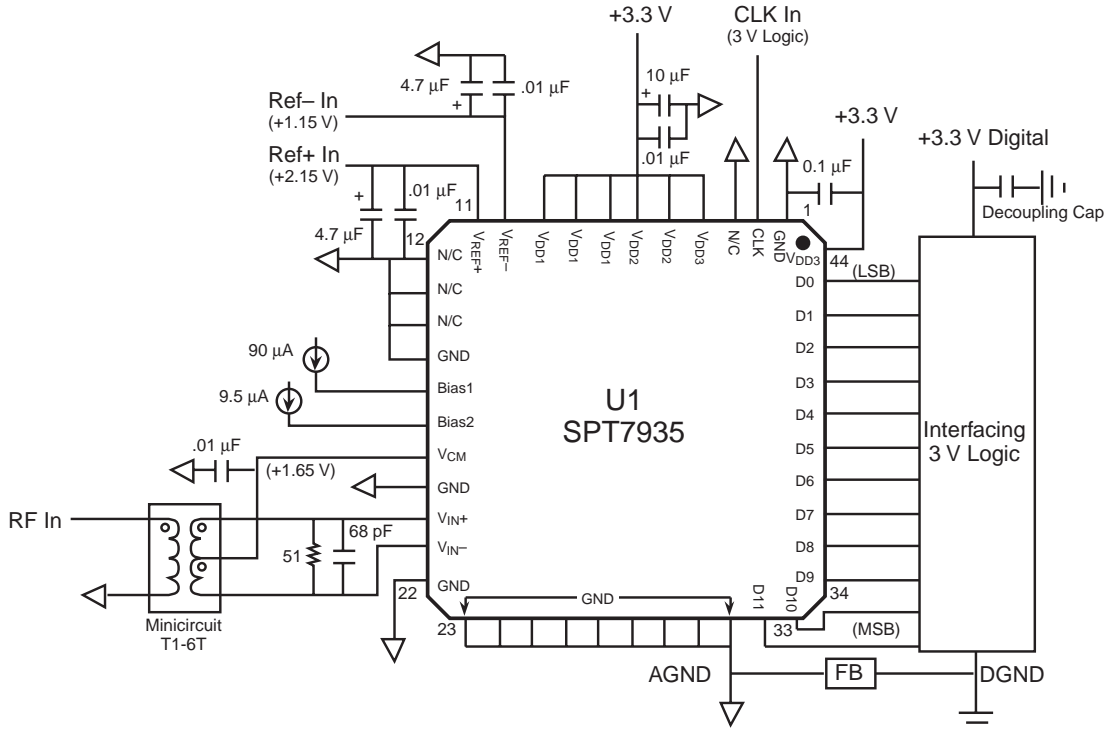 +3.3 V
CLK In
(3 V Logic)
4.7 µF
+
.01 µF
10 µF
+
.01 µF
Ref– In
(+1.15 V)
Ref+ In
(+2.15 V)
+
.01 µF
4.7 µF
+3.3 V
0.1 µF
+3.3 V Digital
Decoupling Cap
11
12
1
44
VREF+
VREF–
VDD1
VDD1
VDD1
VDD2
VDD2
VDD3
N/C
CLK
GND
VDD3
N/C
N/C
N/C
GND
Bias1
Bias2
VCM
GND
VIN+
VIN–
GND
90 µA
9.5 µA
.01 µF
(+1.65 V)
RF In
51
68 pF
Minicircuit
T1-6T
22
23
U1
SPT7935
D0
D1
D2
D3
D4
D5
D6
D7
D8
D9
D10
D11
(LSB)
(MSB)
34
33
GND
Interfacing
3 V Logic
AGND
FB
DGND